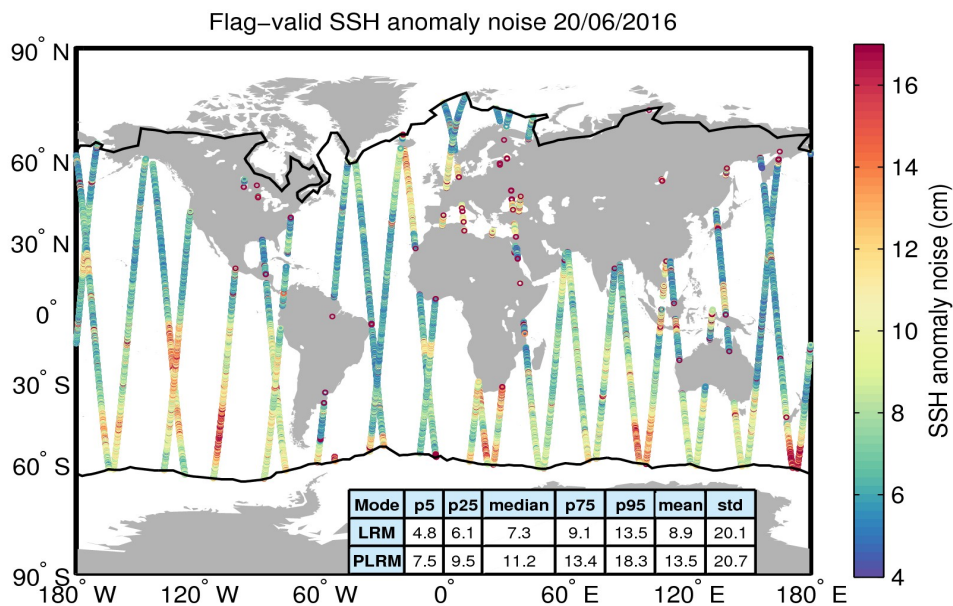 Flag−valid SSH anomaly noise 20/06/2016
90° N
60° N
30° N
0°
30° S
60° S
90° S
180° W 120° W 60° W 0° 60° E 120° E 180° E
Mode p5 p25 median p75 p95 mean std
LRM 4.8 6.1 7.3 9.1 13.5 8.9 20.1
PLRM 7.5 9.5 11.2 13.4 18.3 13.5 20.7
16
14
12
10
8
6
4
SSH anomaly noise (cm)